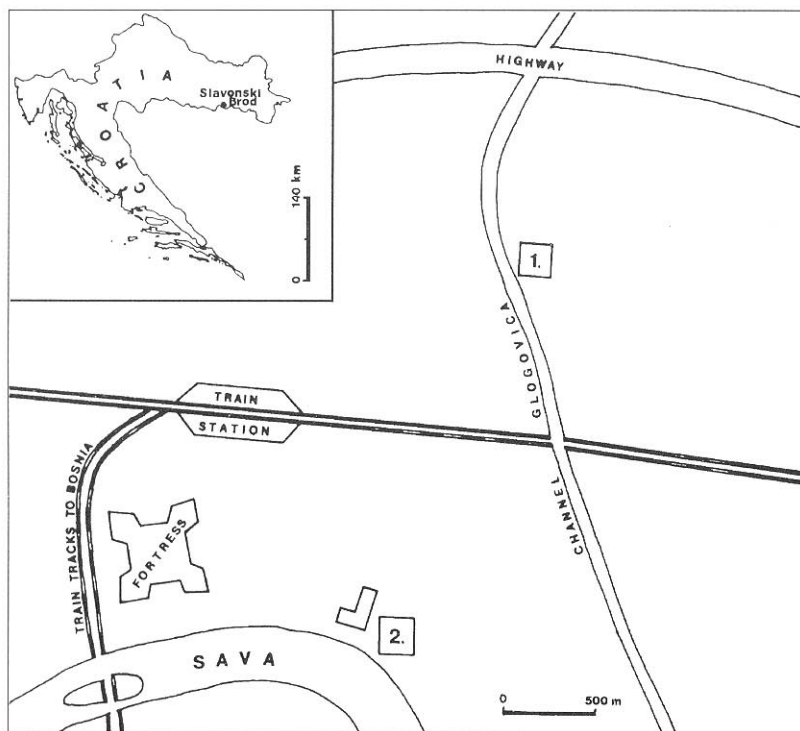 CROATIA
Slavonski
Brod
140 km
0
HIGHWAY
1.
GLOGOVICA
CHANNEL
TRAIN
STATION
TRAIN TRACKS TO BOSNIA
FORTRESS
2.
SAVA
0
500 m